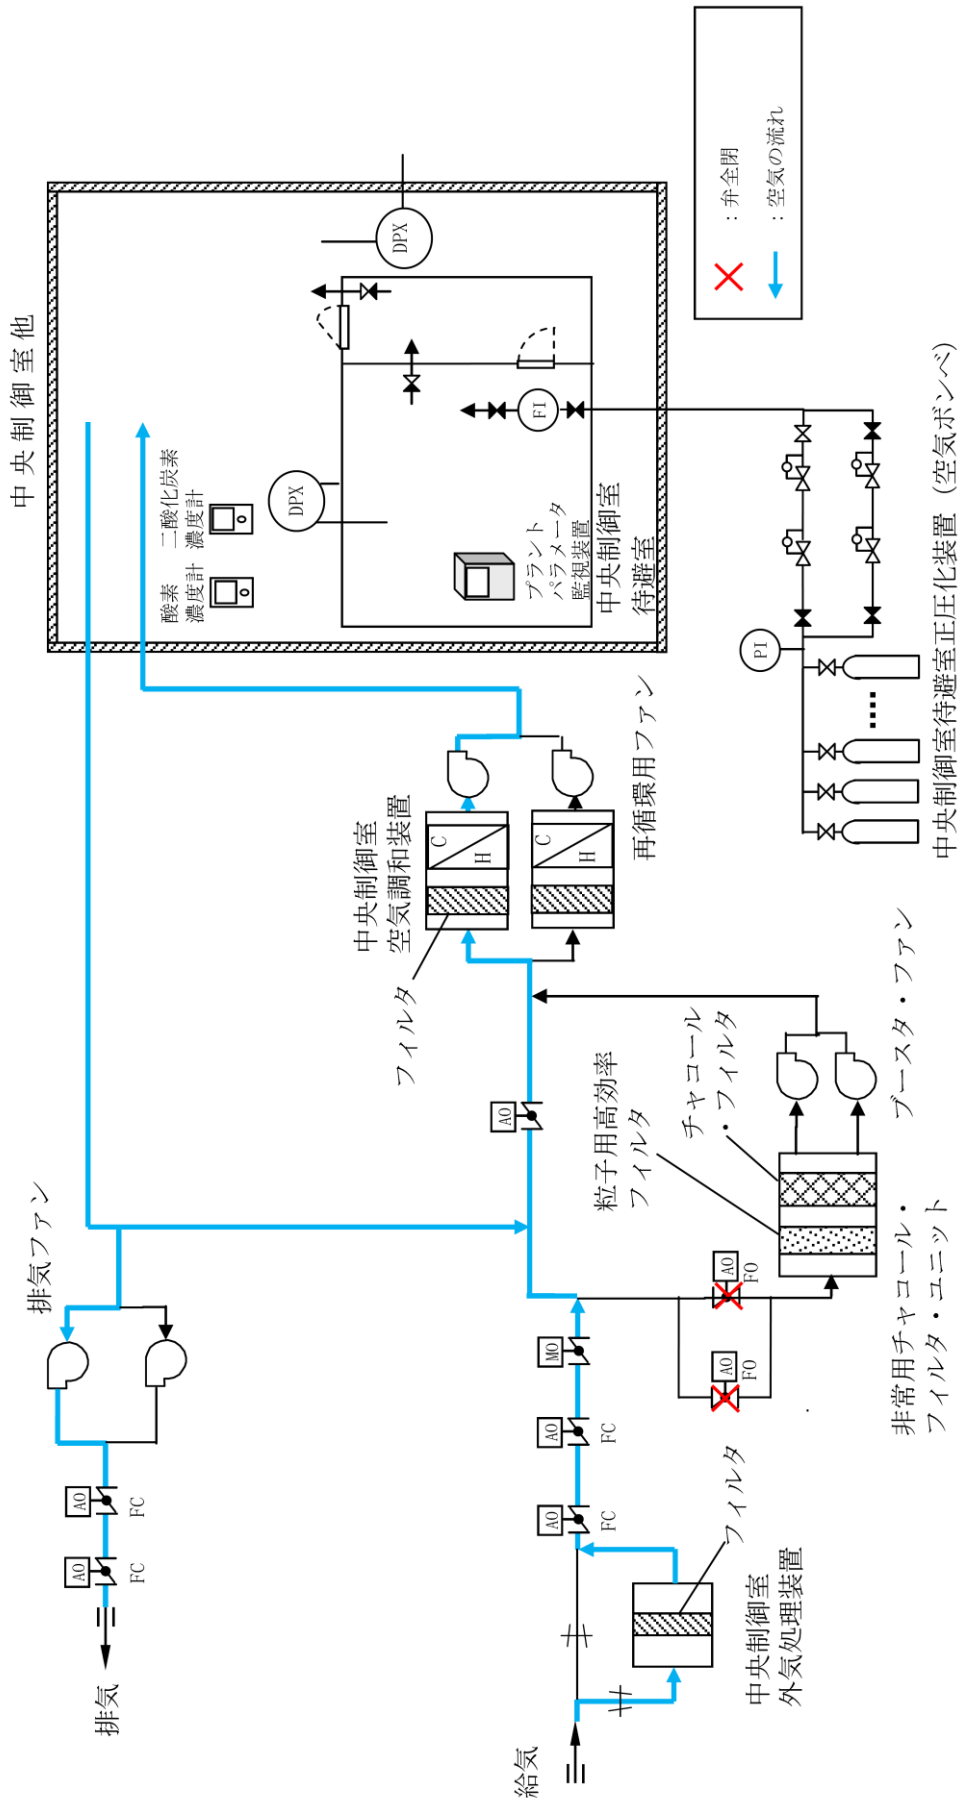 中央制御室他
酸素
濃度計
二酸化炭素
濃度計
DPX
DPX
FI
プラント
パラメータ
監視装置
中央制御室
待避室
排気ファン
排気
AO
FC
AO
FC
中央制御室
空気調和装置
フィルタ
C
H
C
H
再循環用ファン
AO
給気
AO
FC
AO
FC
MO
フィルタ
中央制御室
外気処理装置
AO
FO
AO
FO
粒子用高効率
フィルタ
チャコール
・フィルタ
ブースタ・ファン
非常用チャコール・
フィルタ・ユニット
PI
中央制御室待避室正圧化装置（空気ボンベ）
：弁全閉
：空気の流れ